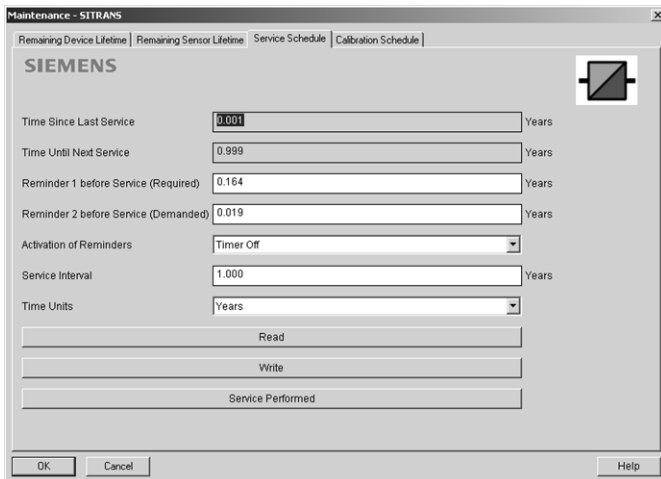 Maintenance - SITRANS
Remaining Device Lifetime Remaining Sensor Lifetime Service Schedule Calibration Schedule
SIEMENS
Time Since Last Service 0.001 Years
Time Until Next Service 0.999 Years
Reminder 1 before Service (Required) 0.164 Years
Reminder 2 before Service (Demanded) 0.019 Years
Activation of Reminders Timer Off
Service Interval 1.000 Years
Time Units Years
Read
Write
Service Performed
OK Cancel Help